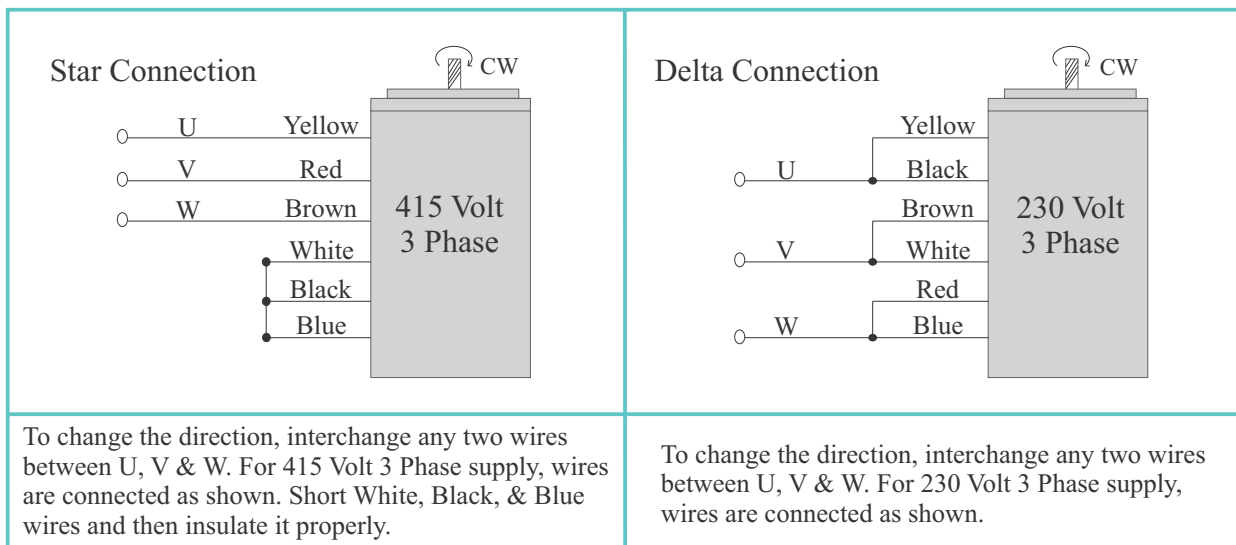 Star Connection
CW
U Yellow
V Red
W Brown
White
Black
Blue
415 Volt
3 Phase
To change the direction, interchange any two wires
between U, V & W. For 415 Volt 3 Phase supply, wires
are connected as shown. Short White, Black, & Blue
wires and then insulate it properly.
Delta Connection
CW
Yellow
U Black
Brown
V White
Red
W Blue
230 Volt
3 Phase
To change the direction, interchange any two wires
between U, V & W. For 230 Volt 3 Phase supply,
wires are connected as shown.